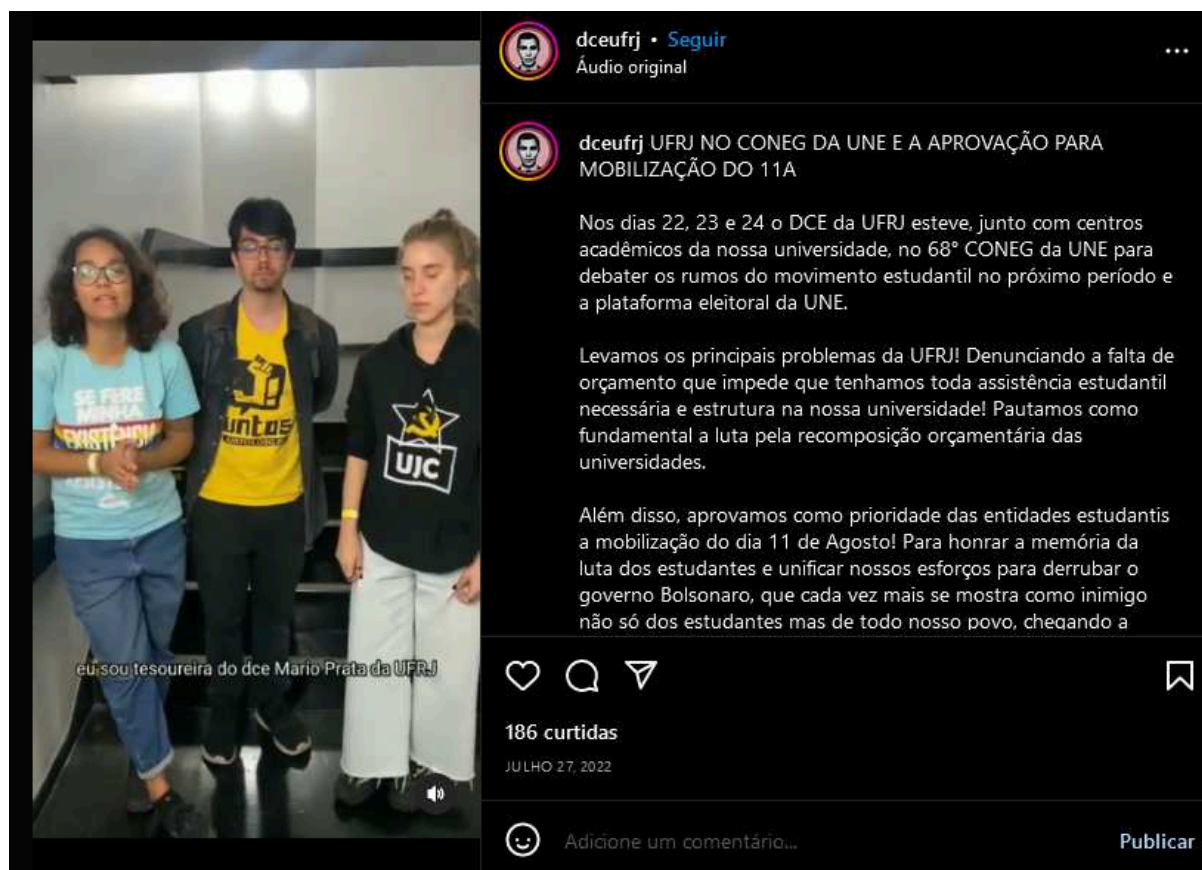 SE FERE
MINHA
EXISTÊNCIA
Juntos
UJC
eu sou tesoureira do dce Mario Prata da UFRJ
dceufrj • Seguir
Áudio original
dceufrj UFRJ NO CONEG DA UNE E A APROVAÇÃO PARA
MOBILIZAÇÃO DO 11A
Nos dias 22, 23 e 24 o DCE da UFRJ esteve, junto com centros
acadêmicos da nossa universidade, no 68° CONEG da UNE para
debater os rumos do movimento estudantil no próximo período e
a plataforma eleitoral da UNE.
Levamos os principais problemas da UFRJ! Denunciando a falta de
orçamento que impede que tenhamos toda assistência estudantil
necessária e estrutura na nossa universidade! Pautamos como
fundamental a luta pela recomposição orçamentária das
universidades.
Além disso, aprovamos como prioridade das entidades estudantis
a mobilização do dia 11 de Agosto! Para honrar a memória da
luta dos estudantes e unificar nossos esforços para derrubar o
governo Bolsonaro, que cada vez mais se mostra como inimigo
não só dos estudantes mas de todo nosso povo, chegando a
186 curtidas
JULHO 27, 2022
Adicione um comentário...
Publicar